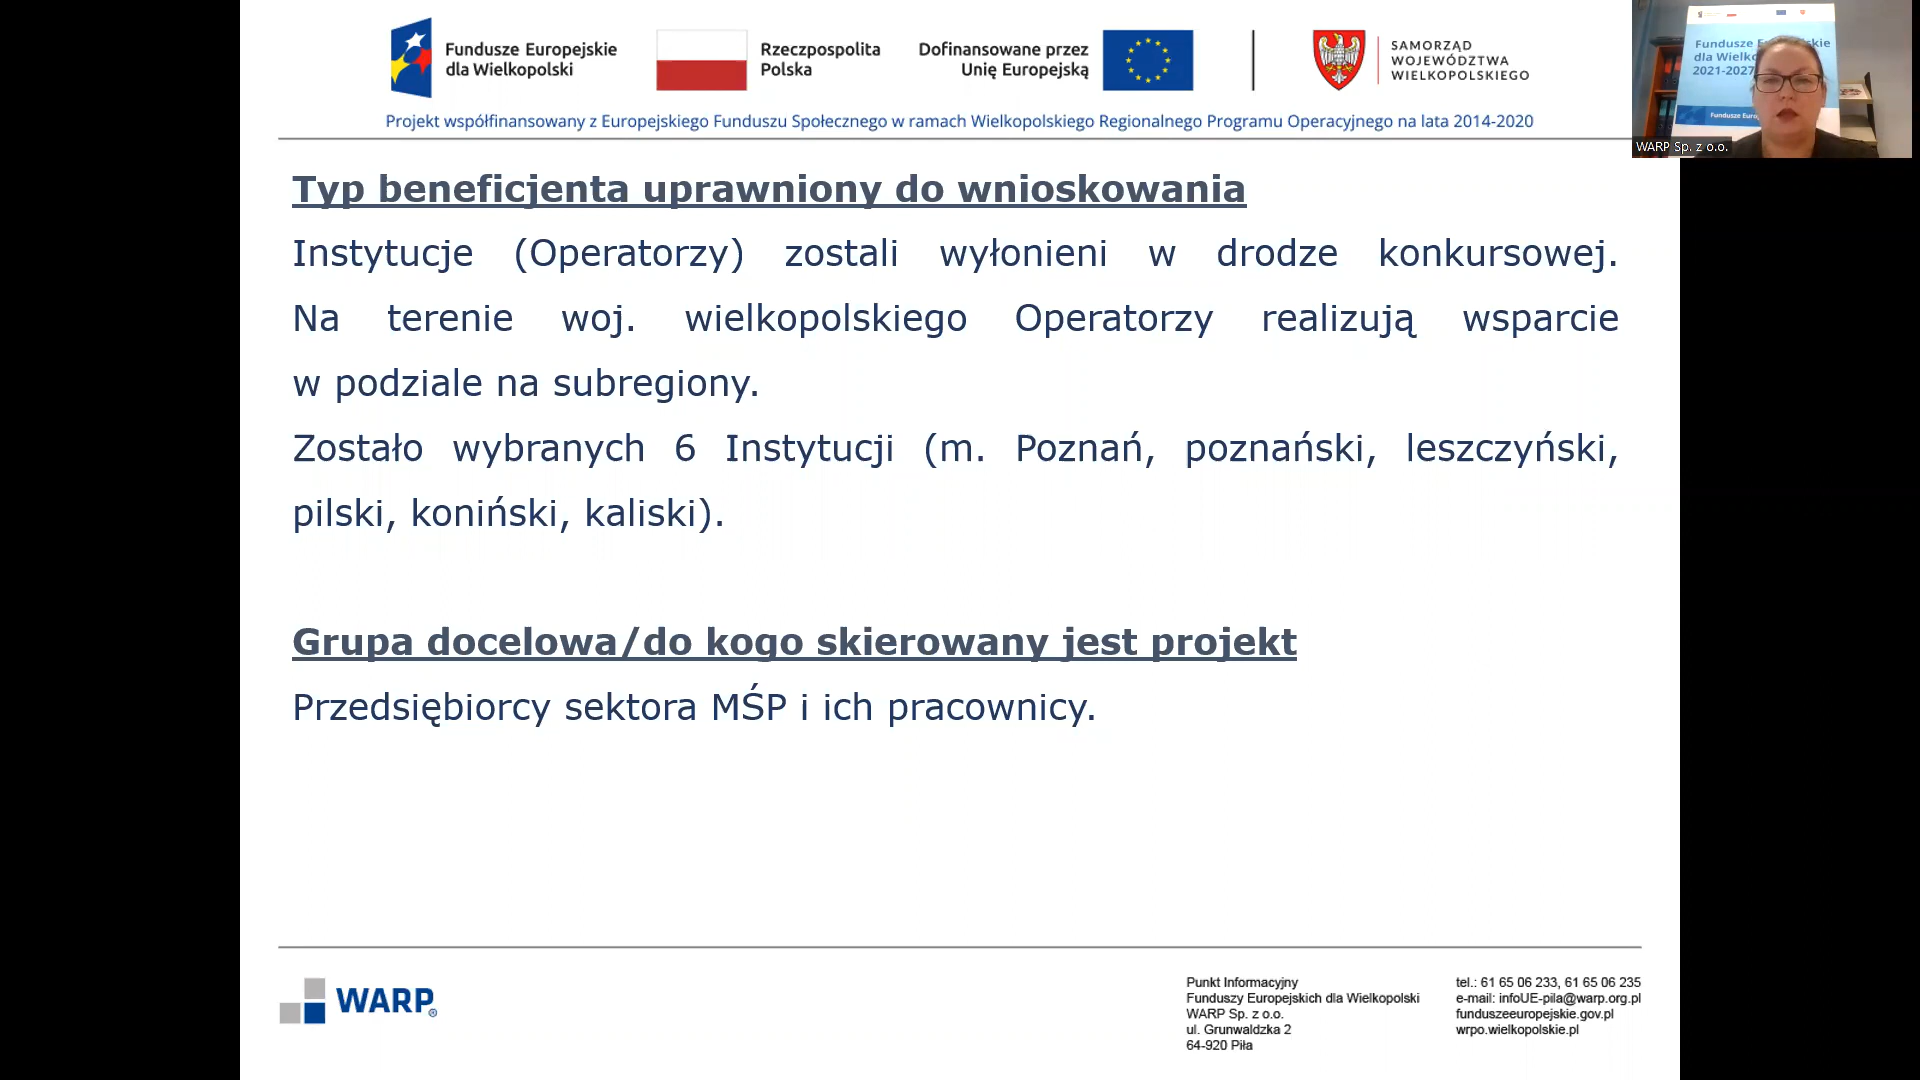 Fundusze Europejskie
dla Wielkopolski
Rzeczpospolita
Polska
Dofinansowane przez
Unię Europejską
SAMORZĄD
WOJEWÓDZTWA
WIELKOPOLSKIEGO
Projekt współfinansowany z Europejskiego Funduszu Społecznego w ramach Wielkopolskiego Regionalnego Programu Operacyjnego na lata 2014-2020
Fundusze
dla
2021-2027
Fundusze
WARP Sp. z o.o.
Typ beneficjenta uprawniony do wnioskowania
Instytucje (Operatorzy) zostali wyłonieni w drodze konkursowej.
Na terenie woj. wielkopolskiego Operatorzy realizują wsparcie
w podziale na subregiony.
Zostało wybranych 6 Instytucji (m. Poznań, poznański, leszczyński,
pilski, koniński, kaliski).
Grupa docelowa/do kogo skierowany jest projekt
Przedsiębiorcy sektora MŚP i ich pracownicy.
WARP®
Punkt Informacyjny
Funduszy Europejskich dla Wielkopolski
WARP Sp. z o.o.
ul. Grunwaldzka 2
64-920 Piła
tel.: 61 65 06 233, 61 65 06 235
e-mail: infoUE-pila@warp.org.pl
funduszeeuropejskie.gov.pl
wrpo.wielkopolskie.pl